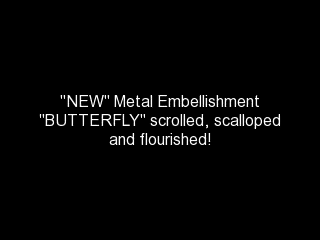 "NEW" Metal Embellishment
"BUTTERFLY" scrolled, scalloped
and flourished!